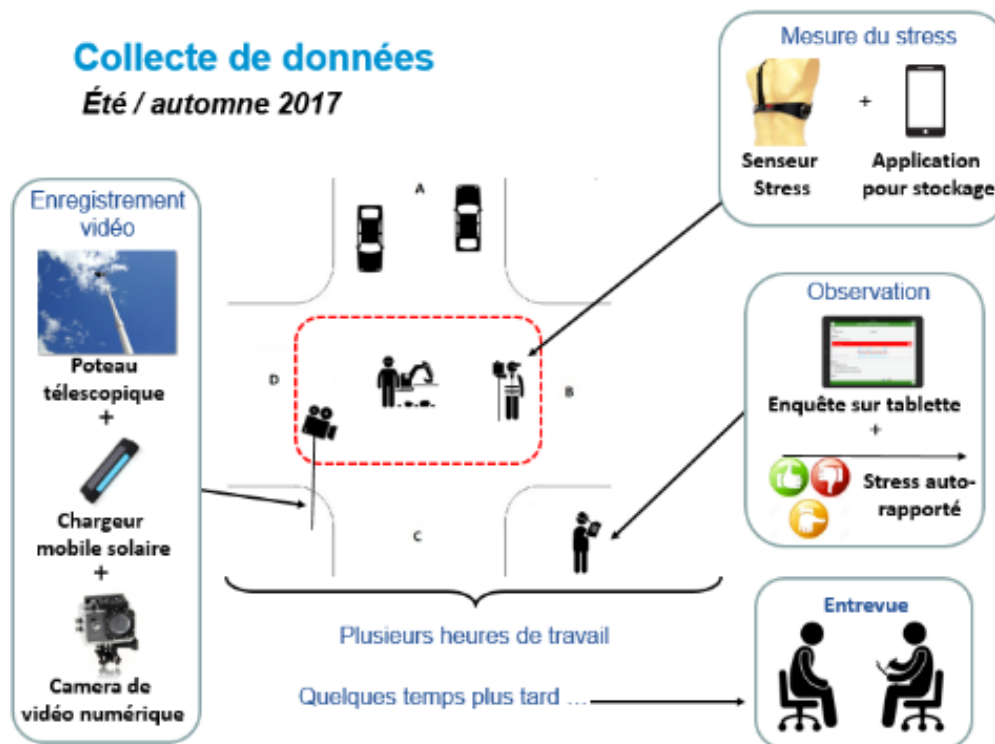 Collecte de données
Été / automne 2017
Mesure du stress
+
Senseur
Stress
Application
pour stockage
Enregistrement
vidéo
Poteau
télescopique
+
Chargeur
mobile solaire
+
Camera de
vidéo numérique
A
D
B
C
Observation
Enquête sur tablette
+
Stress auto-
rapporté
Plusieurs heures de travail
Quelques temps plus tard ...
Entrevue